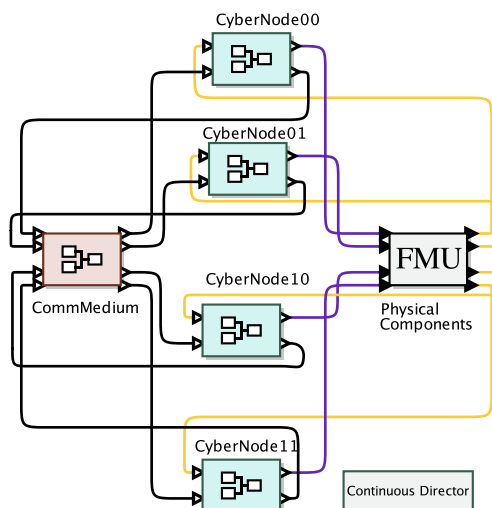 CyberNode00
CyberNode01
FMU
CyberNode10
CommMedium
Physical
Components
CyberNode11
Continuous Director